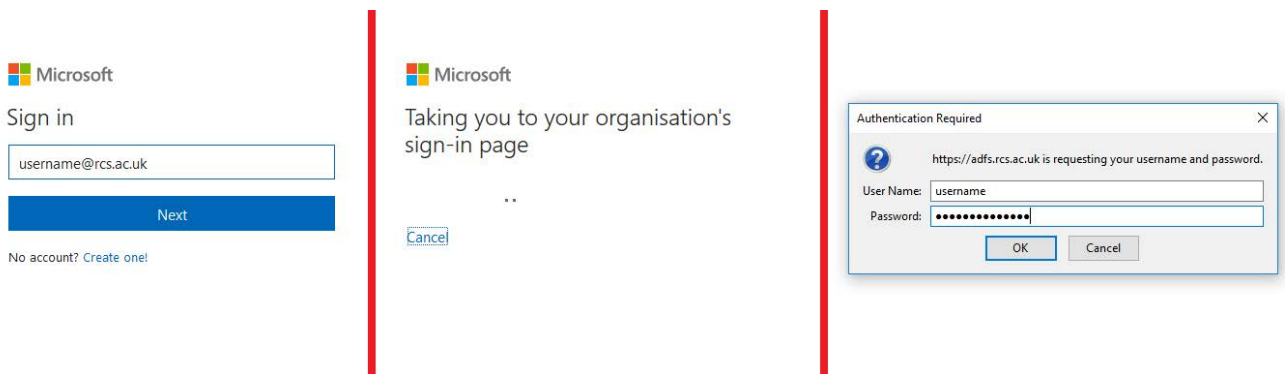 Microsoft
Sign in
username@rcs.ac.uk
Next
No account? Create one!
Microsoft
Taking you to your organisation's
sign-in page
Cancel
Authentication Required
https://adfs.rcs.ac.uk is requesting your username and password.
User Name: username
Password: ●●●●●●●●●●●●●●
OK Cancel